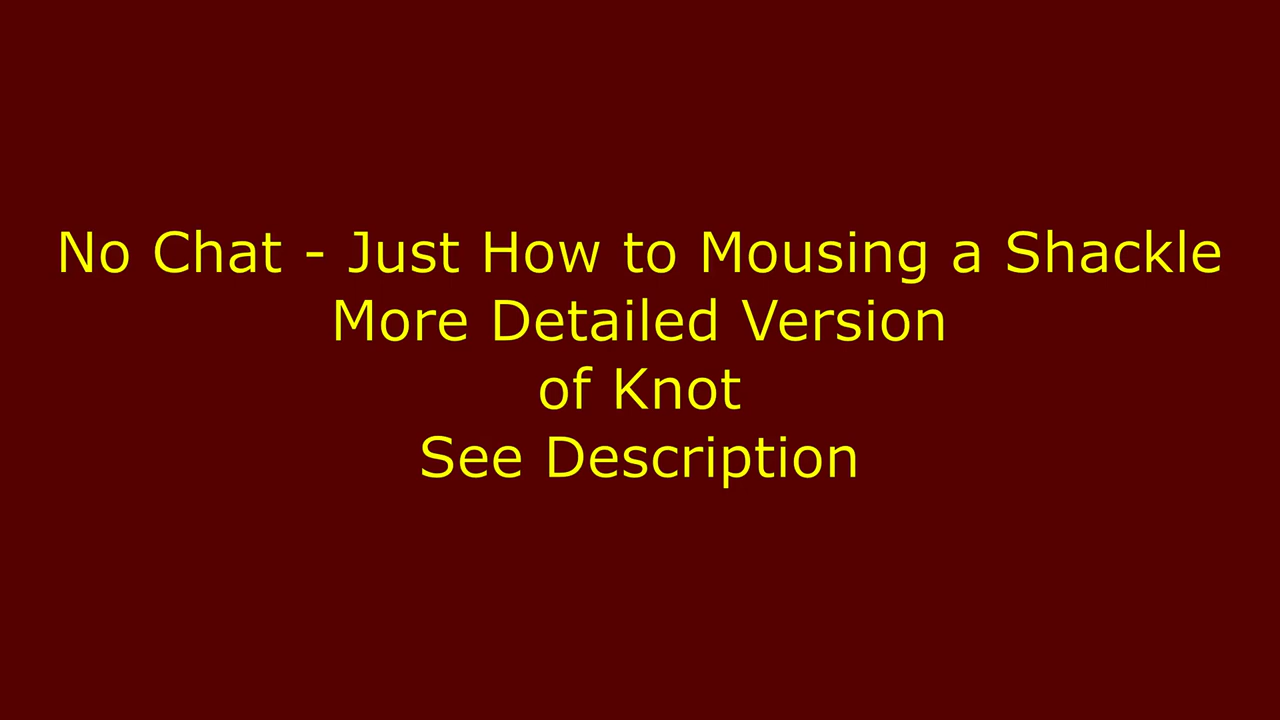 No Chat - Just How to Mousing a Shackle
More Detailed Version
of Knot
See Description